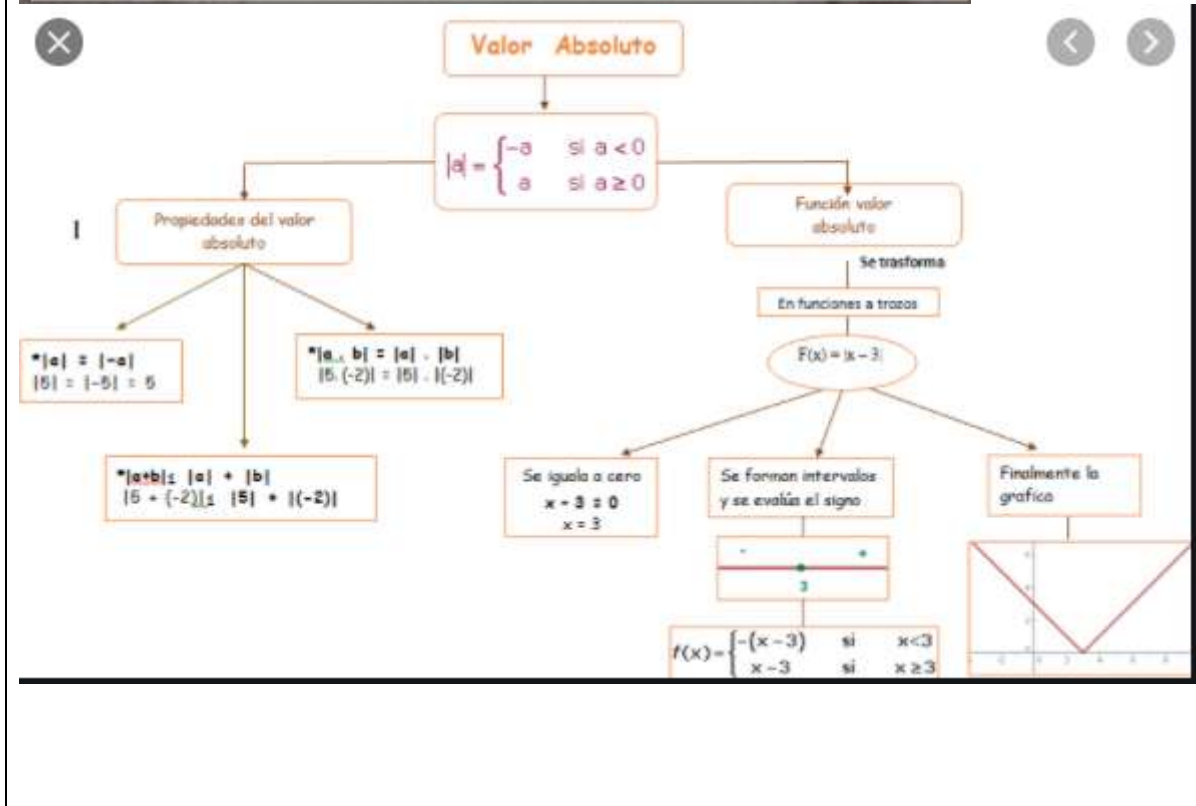 Valor Absoluto
|a| = { -a si a < 0
a si a ≥ 0
Propiedades del valor
absoluto
Función valor
absoluto
Se trasforma
En funciones a trozos
F(x) = |x - 3|
*|a| = |-a|
|5| = |-5| = 5
*|a . b| = |a| . |b|
|5. (-2)| = |5| . |(-2)|
*|a+b|≤ |a| + |b|
|5 + (-2)|≤ |5| + |(-2)|
Se iguala a cero
x - 3 = 0
x = 3
Se forman intervalos
y se evalúa el signo
- +
3
f(x) = { -(x - 3) si x<3
x - 3 si x ≥ 3
Finalmente la
grafico